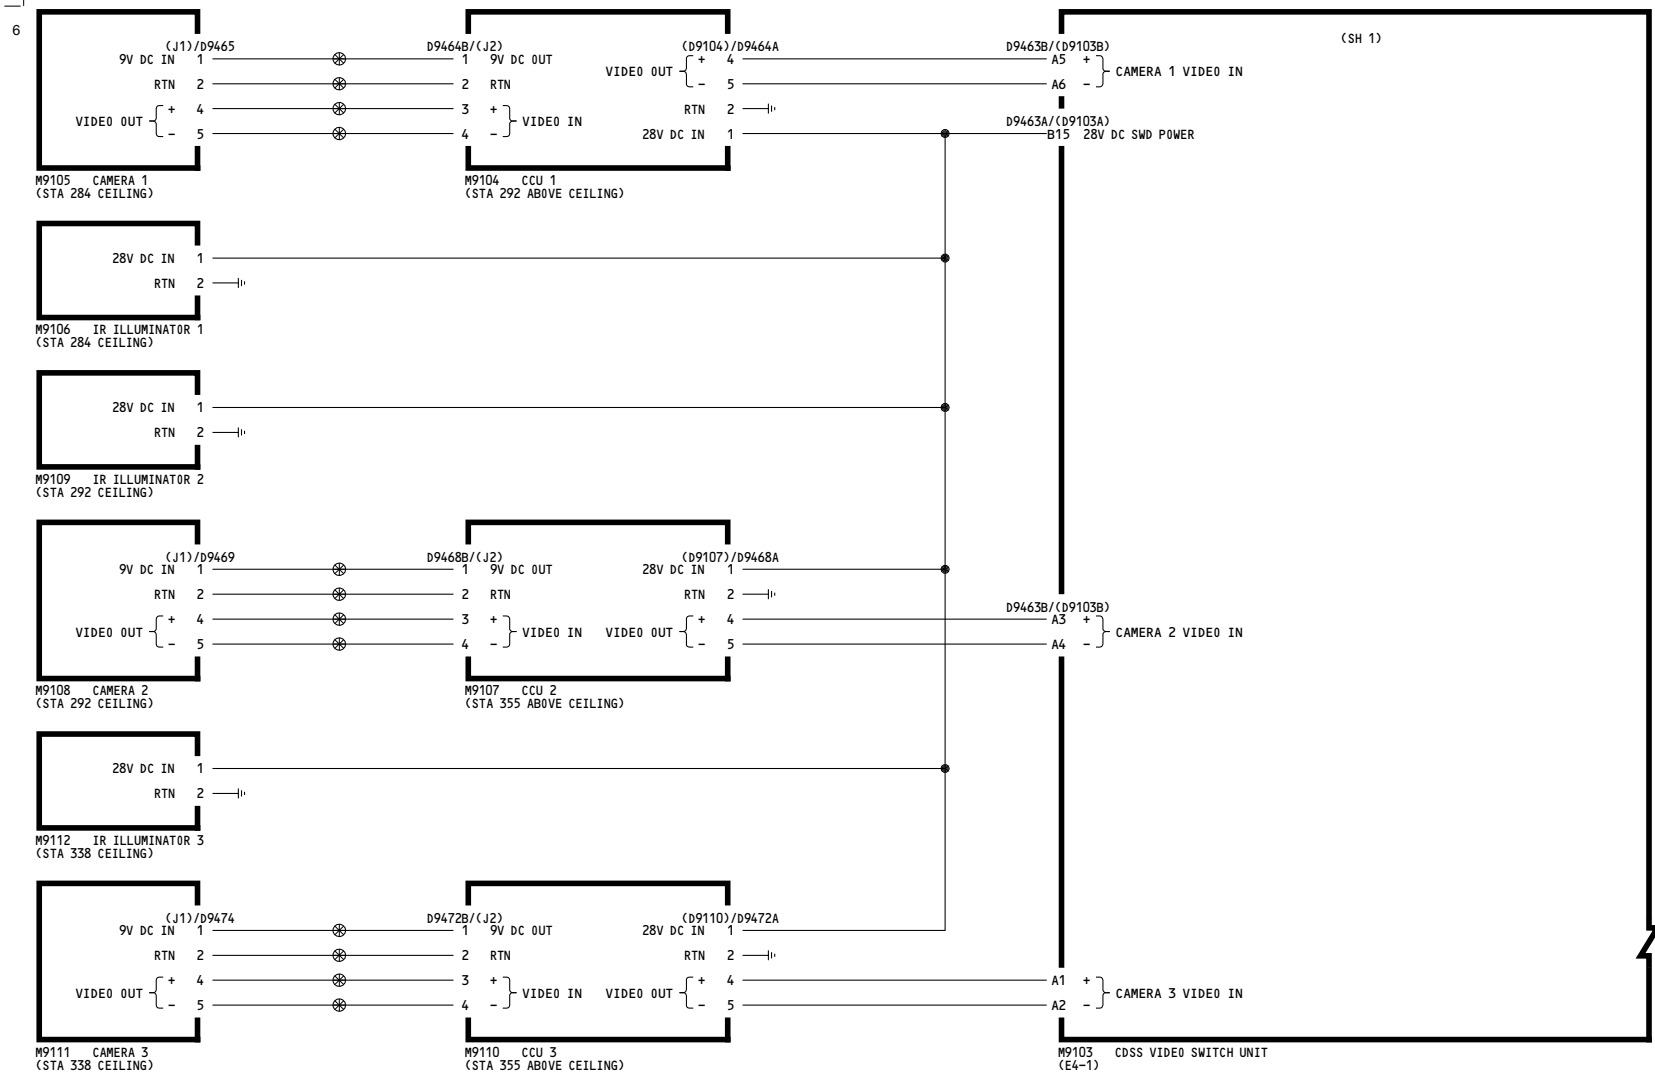 6
(SH 1)
(J1)/D9465
9V DC IN 1
RTN 2
VIDEO OUT + 4
- 5
M9105 CAMERA 1
(STA 284 CEILING)
D9464B/(J2)
1 9V DC OUT
2 RTN
3 + VIDEO IN
4 -
(D9104)/D9464A
VIDEO OUT + 4
- 5
RTN 2
28V DC IN 1
M9104 CCU 1
(STA 292 ABOVE CEILING)
D9463B/(D9103B)
A5 + CAMERA 1 VIDEO IN
A6 -
D9463A/(D9103A)
B15 28V DC SWD POWER
28V DC IN 1
RTN 2
M9106 IR ILLUMINATOR 1
(STA 284 CEILING)
28V DC IN 1
RTN 2
M9109 IR ILLUMINATOR 2
(STA 292 CEILING)
(J1)/D9469
9V DC IN 1
RTN 2
VIDEO OUT + 4
- 5
M9108 CAMERA 2
(STA 292 CEILING)
D9468B/(J2)
1 9V DC OUT
2 RTN
3 + VIDEO IN
4 -
(D9107)/D9468A
28V DC IN 1
RTN 2
VIDEO OUT + 4
- 5
M9107 CCU 2
(STA 355 ABOVE CEILING)
D9463B/(D9103B)
A3 + CAMERA 2 VIDEO IN
A4 -
28V DC IN 1
RTN 2
M9112 IR ILLUMINATOR 3
(STA 338 CEILING)
(J1)/D9474
9V DC IN 1
RTN 2
VIDEO OUT + 4
- 5
M9111 CAMERA 3
(STA 338 CEILING)
D9472B/(J2)
1 9V DC OUT
2 RTN
3 + VIDEO IN
4 -
(D9110)/D9472A
28V DC IN 1
RTN 2
VIDEO OUT + 4
- 5
M9110 CCU 3
(STA 355 ABOVE CEILING)
A1 + CAMERA 3 VIDEO IN
A2 -
M9103 CDSS VIDEO SWITCH UNIT
(E4-1)